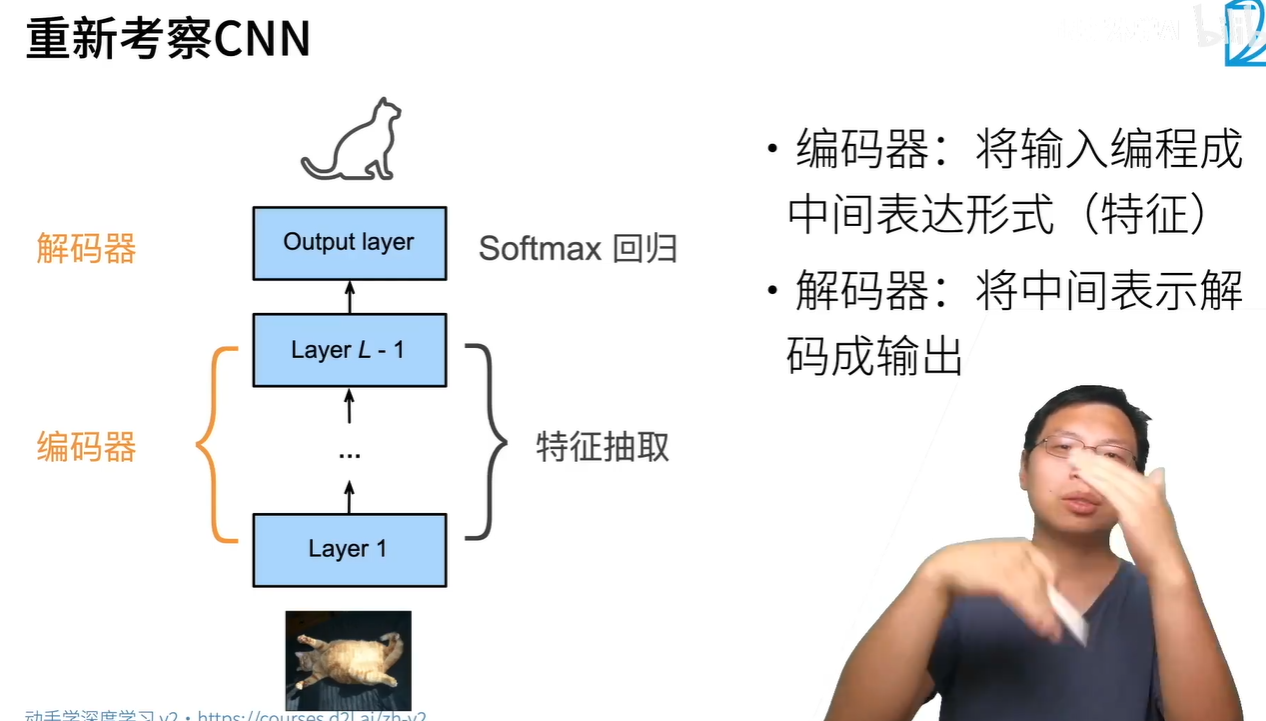 重新考察CNN
解码器
Output layer
Softmax 回归
Layer L - 1
编码器
...
特征抽取
Layer 1
• 编码器：将输入编程成
中间表达形式（特征）
• 解码器：将中间表示解
码成输出
动手学深度学习 v2 • https://courses.d2l.ai/zh-v2